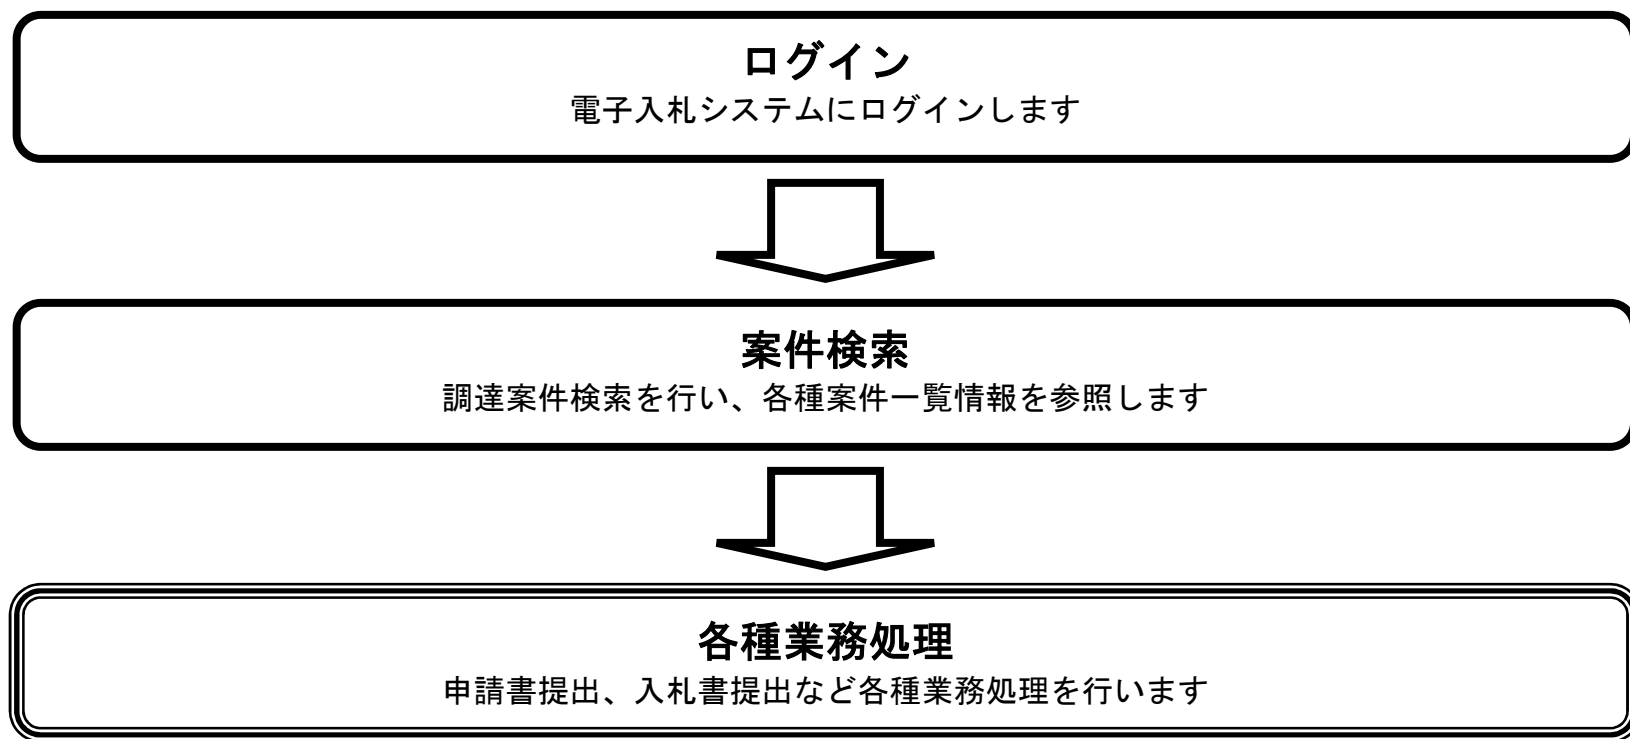 ログイン
電子入札システムにログインします
案件検索
調達案件検索を行い、各種案件一覧情報を参照します
各種業務処理
申請書提出、入札書提出など各種業務処理を行います